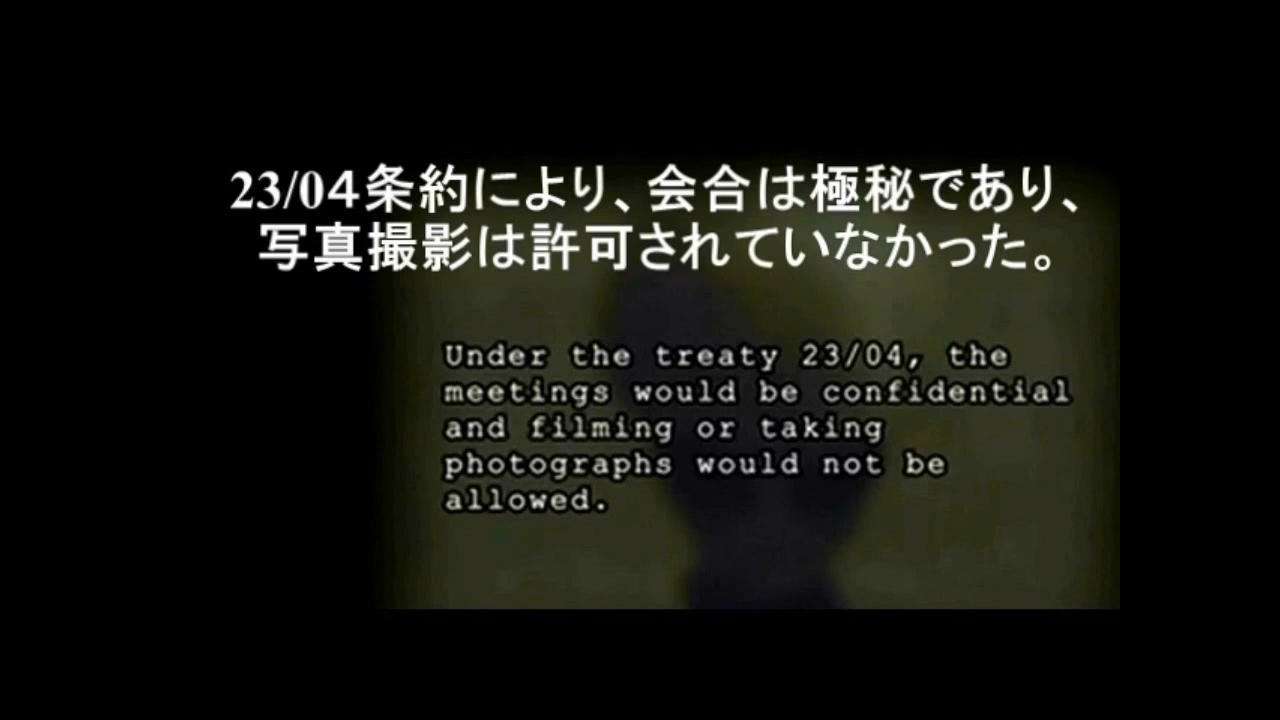 23/04条約により、会合は極秘であり、
写真撮影は許可されていなかった。
Under the treaty 23/04, the
meetings would be confidential
and filming or taking
photographs would not be
allowed.